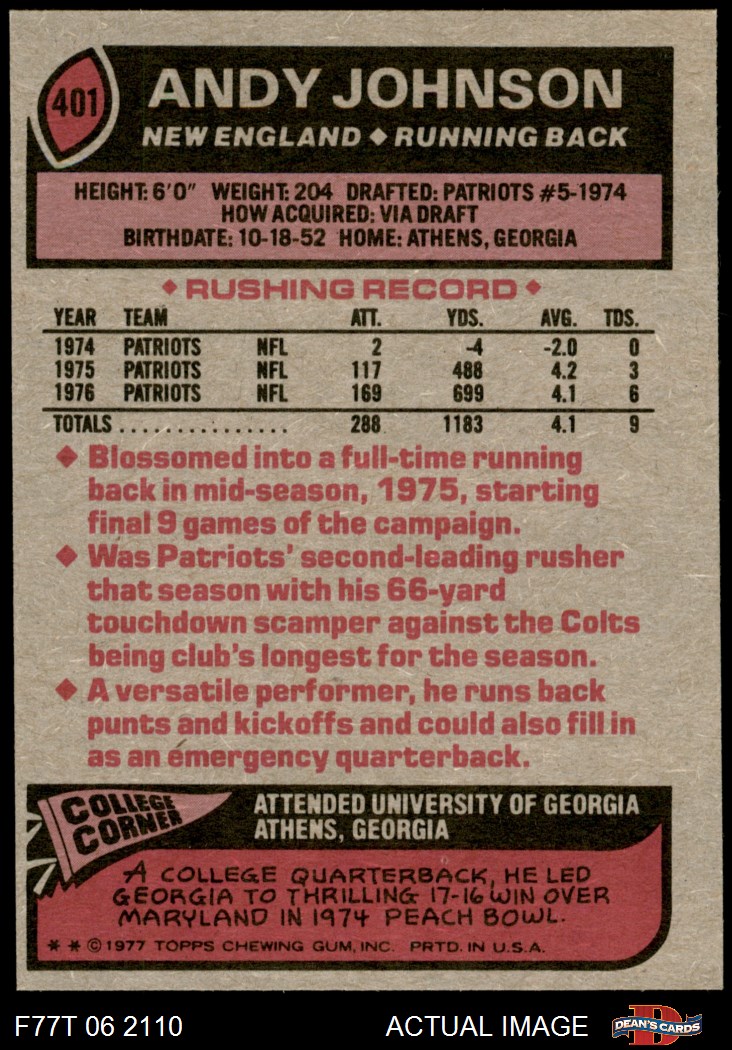 401
ANDY JOHNSON
NEW ENGLAND ◆ RUNNING BACK
HEIGHT: 6'0" WEIGHT: 204 DRAFTED: PATRIOTS #5-1974
HOW ACQUIRED: VIA DRAFT
BIRTHDATE: 10-18-52 HOME: ATHENS, GEORGIA
◆ RUSHING RECORD ◆
YEAR TEAM ATT. YDS. AVG. TDS.
1974 PATRIOTS NFL 2 -4 -2.0 0
1975 PATRIOTS NFL 117 488 4.2 3
1976 PATRIOTS NFL 169 699 4.1 6
TOTALS ............... 288 1183 4.1 9
◆ Blossomed into a full-time running
back in mid-season, 1975, starting
final 9 games of the campaign.
◆ Was Patriots' second-leading rusher
that season with his 66-yard
touchdown scamper against the Colts
being club's longest for the season.
◆ A versatile performer, he runs back
punts and kickoffs and could also fill in
as an emergency quarterback.
COLLEGE
CORNER
ATTENDED UNIVERSITY OF GEORGIA
ATHENS, GEORGIA
A COLLEGE QUARTERBACK, HE LED
GEORGIA TO THRILLING 17-16 WIN OVER
MARYLAND IN 1974 PEACH BOWL.
* * © 1977 TOPPS CHEWING GUM, INC. PRTD. IN U.S.A.
F77T 06 2110 ACTUAL IMAGE
D
DEAN'S CARDS